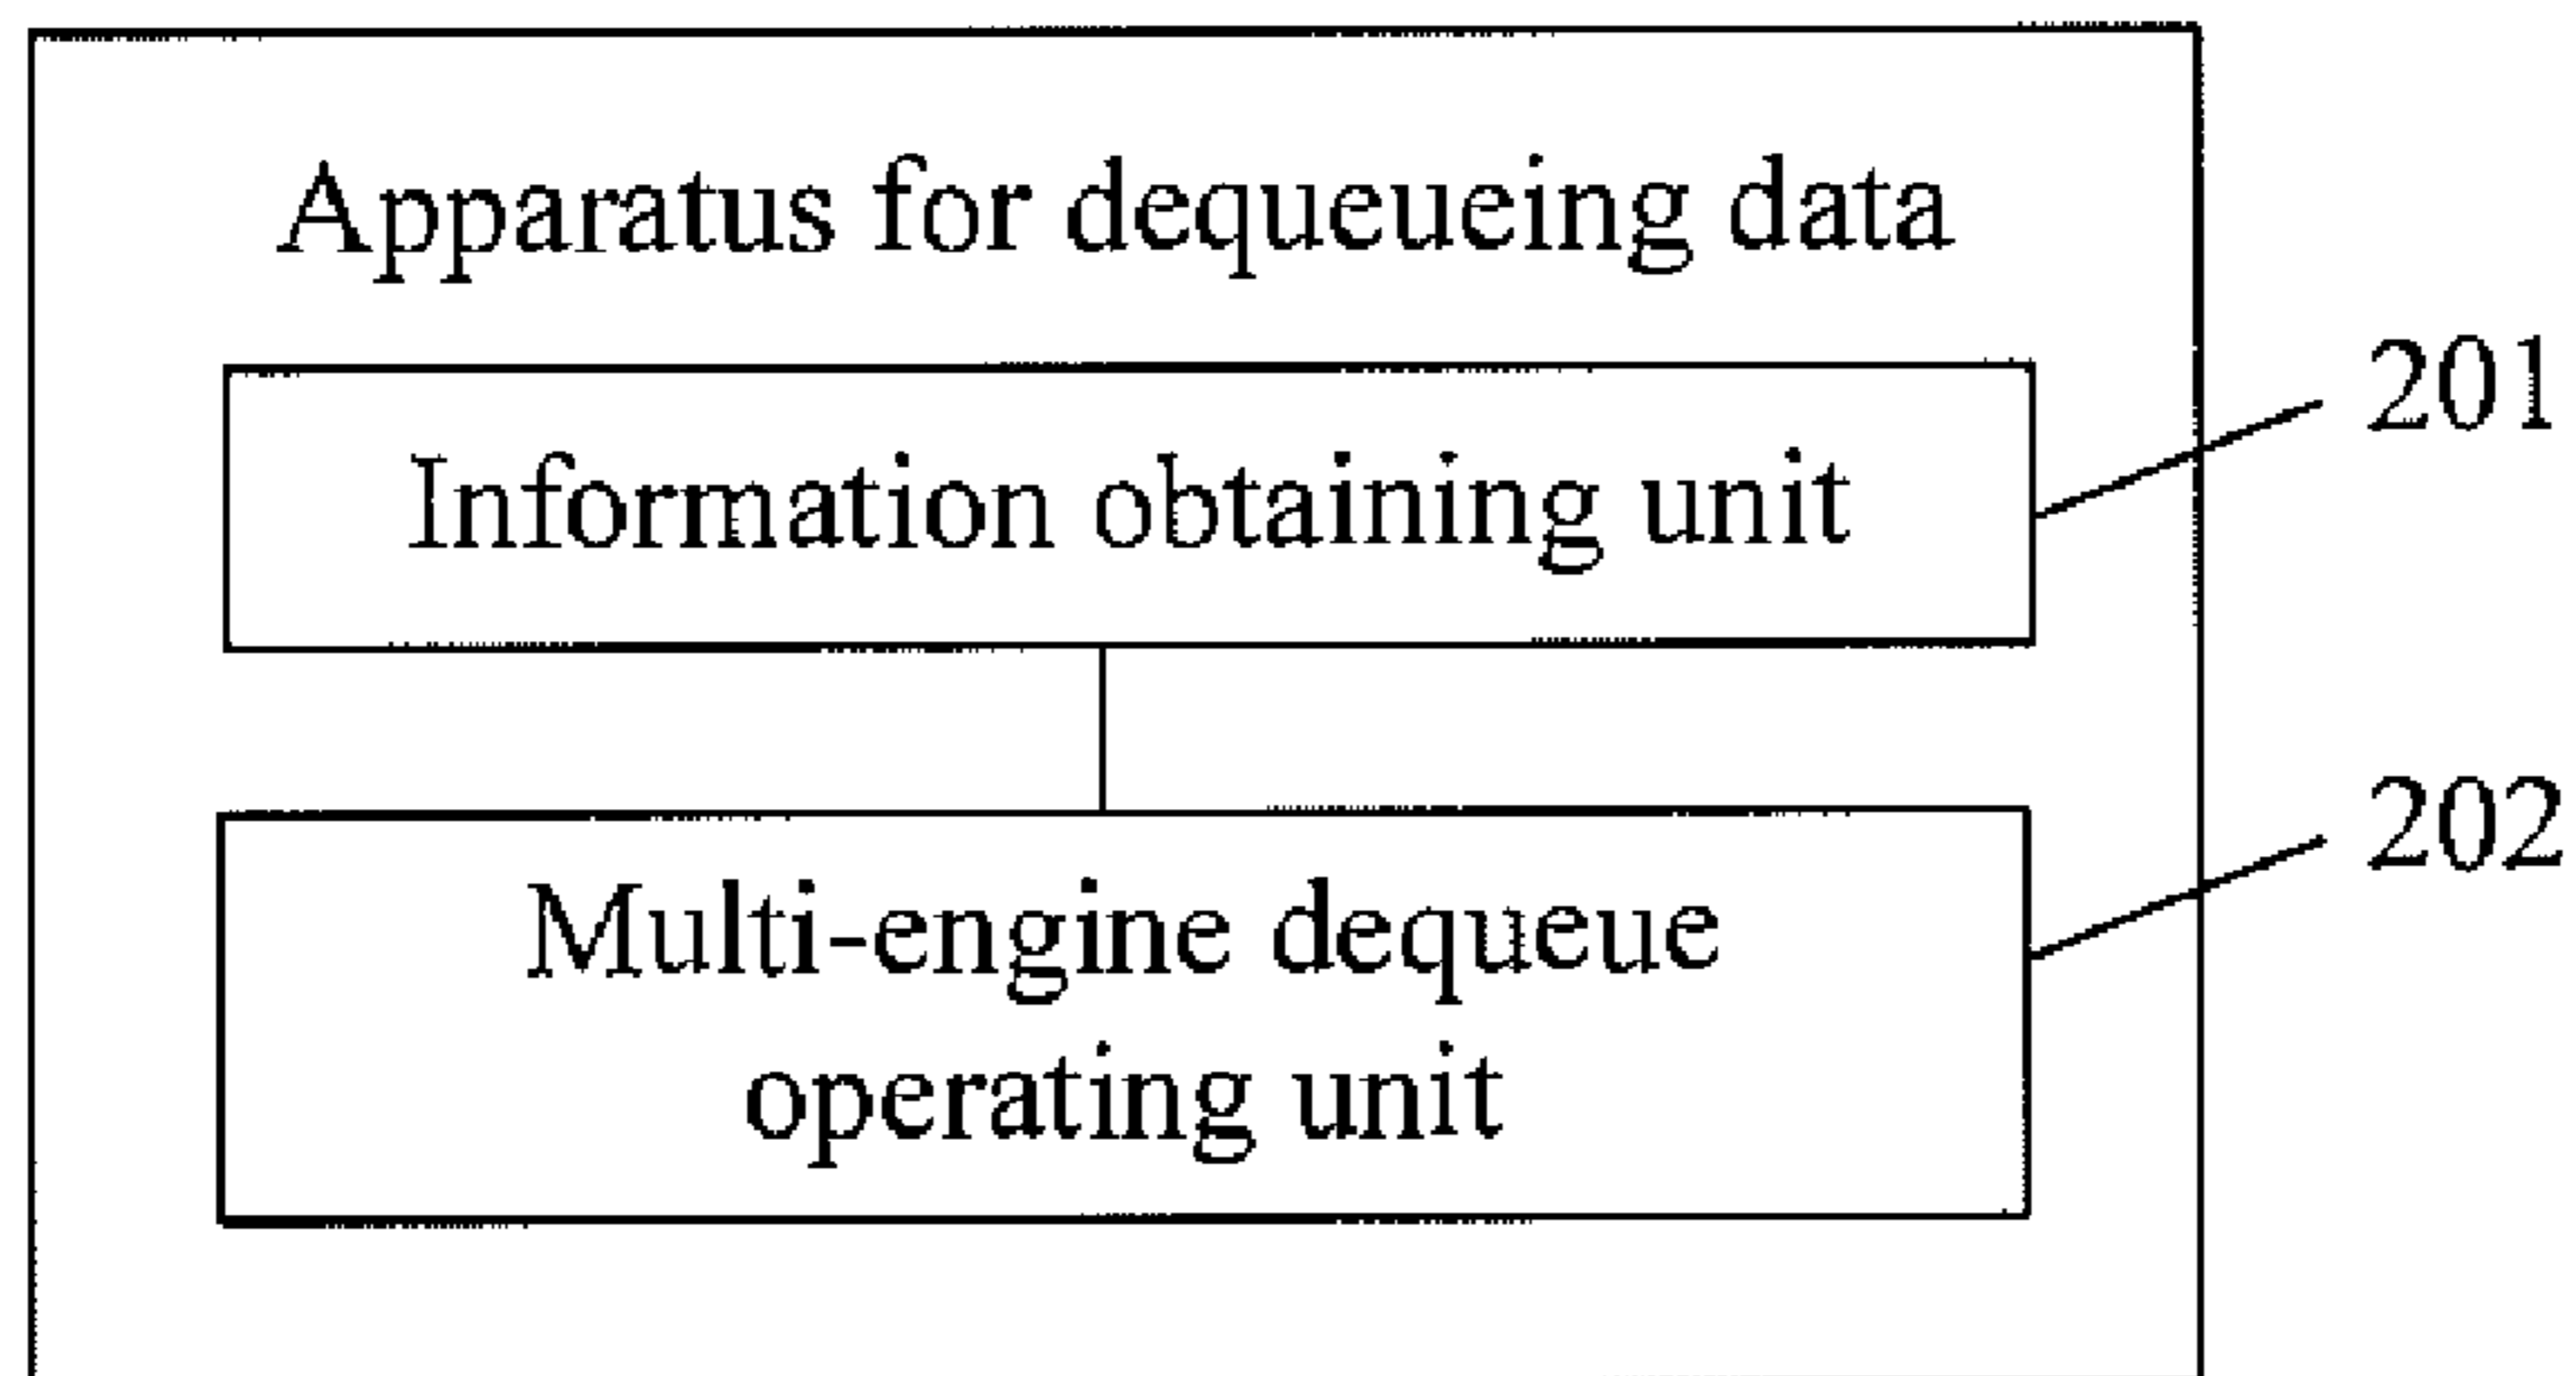 Apparatus for dequeueing data
Information obtaining unit
201
Multi-engine dequeue
operating unit
202